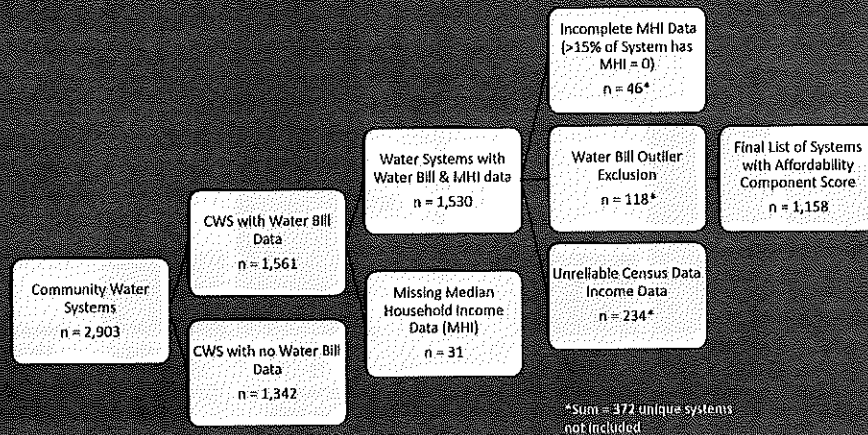 Community Water
Systems
n = 2,903
CWS with Water Bill
Data
n = 1,561
CWS with no Water Bill
Data
n = 1,342
Water Systems with
Water Bill & MHI data
n = 1,530
Missing Median
Household Income
Data (MHI)
n = 31
Incomplete MHI Data
(>15% of System has
MHI = 0)
n = 46*
Water Bill Outlier
Exclusion
n = 118*
Unreliable Census Data
Income Data
n = 234*
Final List of Systems
with Affordability
Component Score
n = 1,158
*Sum = 372 unique systems
not included